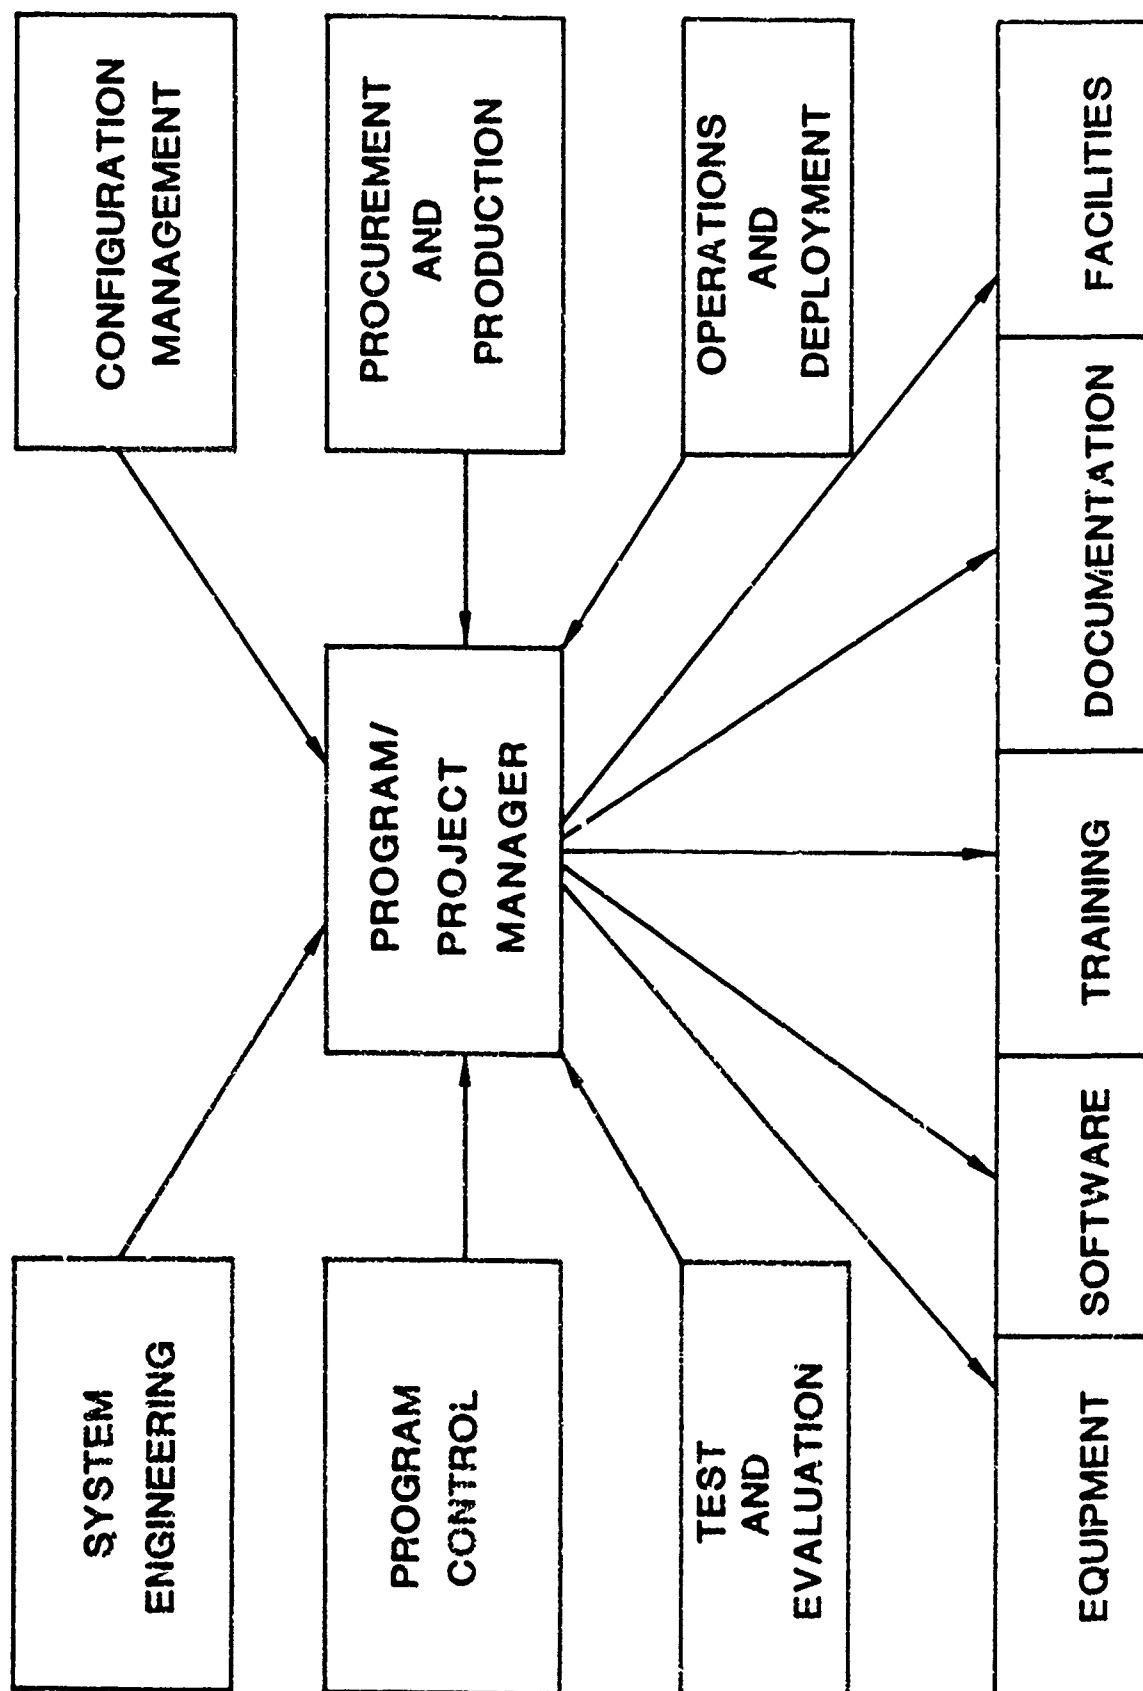 SYSTEM
ENGINEERING
CONFIGURATION
MANAGEMENT
PROGRAM
CONTROL
PROGRAM/
PROJECT
MANAGER
PROCUREMENT
AND
PRODUCTION
TEST
AND
EVALUATION
OPERATIONS
AND
DEPLOYMENT
EQUIPMENT
SOFTWARE
TRAINING
DOCUMENTATION
FACILITIES